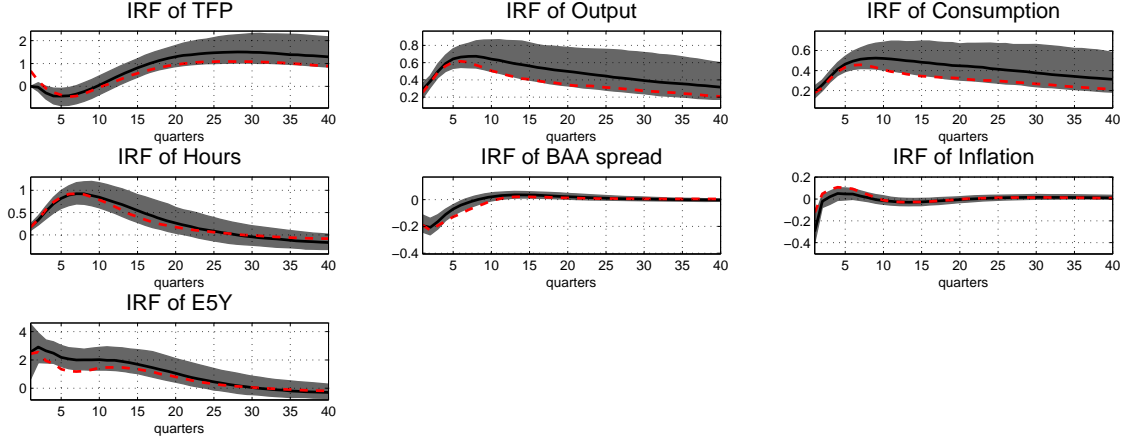 IRF of TFP
2
1
0
5 10 15 20 25 30 35 40
quarters
IRF of Output
0.8
0.6
0.4
0.2
5 10 15 20 25 30 35 40
quarters
IRF of Consumption
0.6
0.4
0.2
5 10 15 20 25 30 35 40
quarters
IRF of Hours
1
0.5
0
5 10 15 20 25 30 35 40
quarters
IRF of BAA spread
0
−0.2
−0.4
5 10 15 20 25 30 35 40
quarters
IRF of Inflation
0.2
0
−0.2
−0.4
5 10 15 20 25 30 35 40
quarters
IRF of E5Y
4
2
0
5 10 15 20 25 30 35 40
quarters